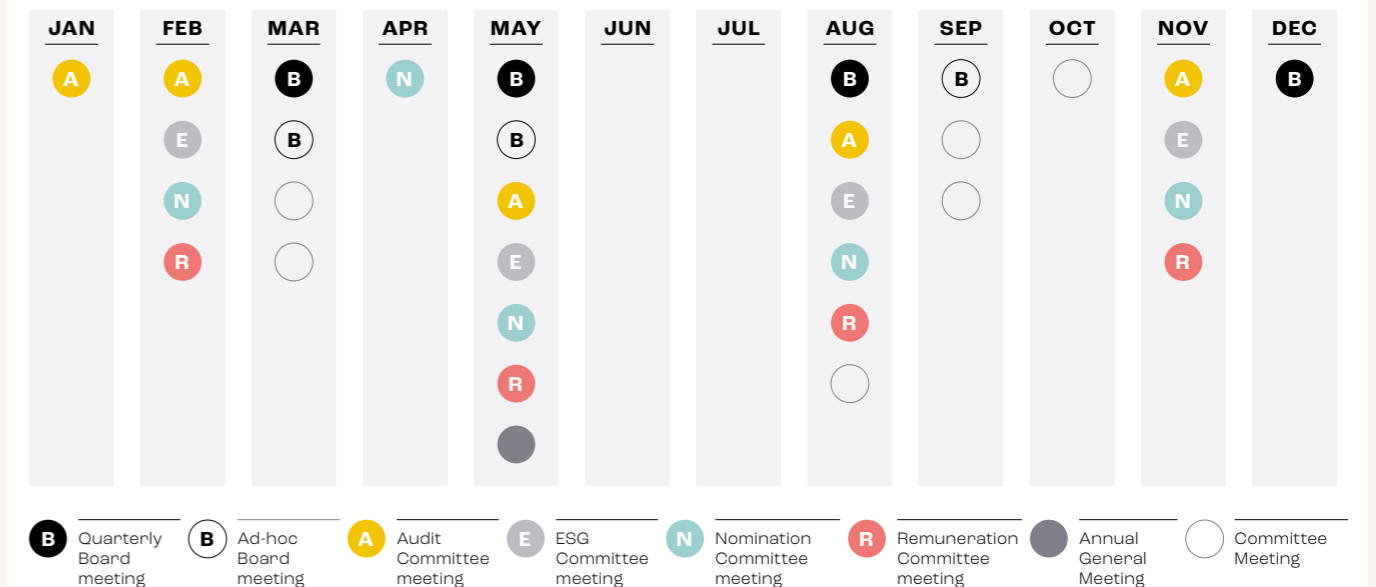 JAN FEB MAR APR MAY JUN JUL AUG SEP OCT NOV DEC
A A B N B B B A B
E B B A E
N A E N
R E N R
N R
R
B Quarterly Board meeting
B Ad-hoc Board meeting
A Audit Committee meeting
E ESG Committee meeting
N Nomination Committee meeting
R Remuneration Committee meeting
Annual General Meeting
Committee Meeting